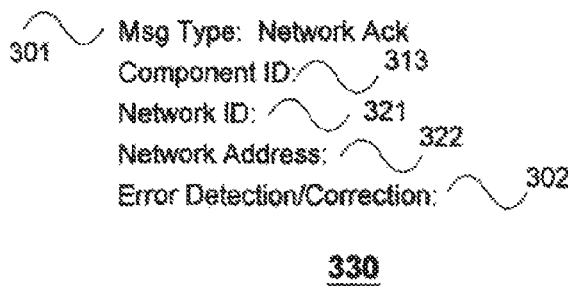 301 Msg Type: Network Ack
Component ID: 313
Network ID: 321
Network Address: 322
Error Detection/Correction: 302
330